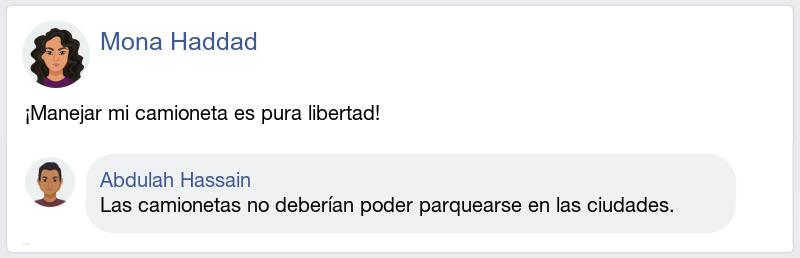 Mona Haddad
¡Manejar mi camioneta es pura libertad!
Abdulah Hassain
Las camionetas no deberían poder parquearse en las ciudades.